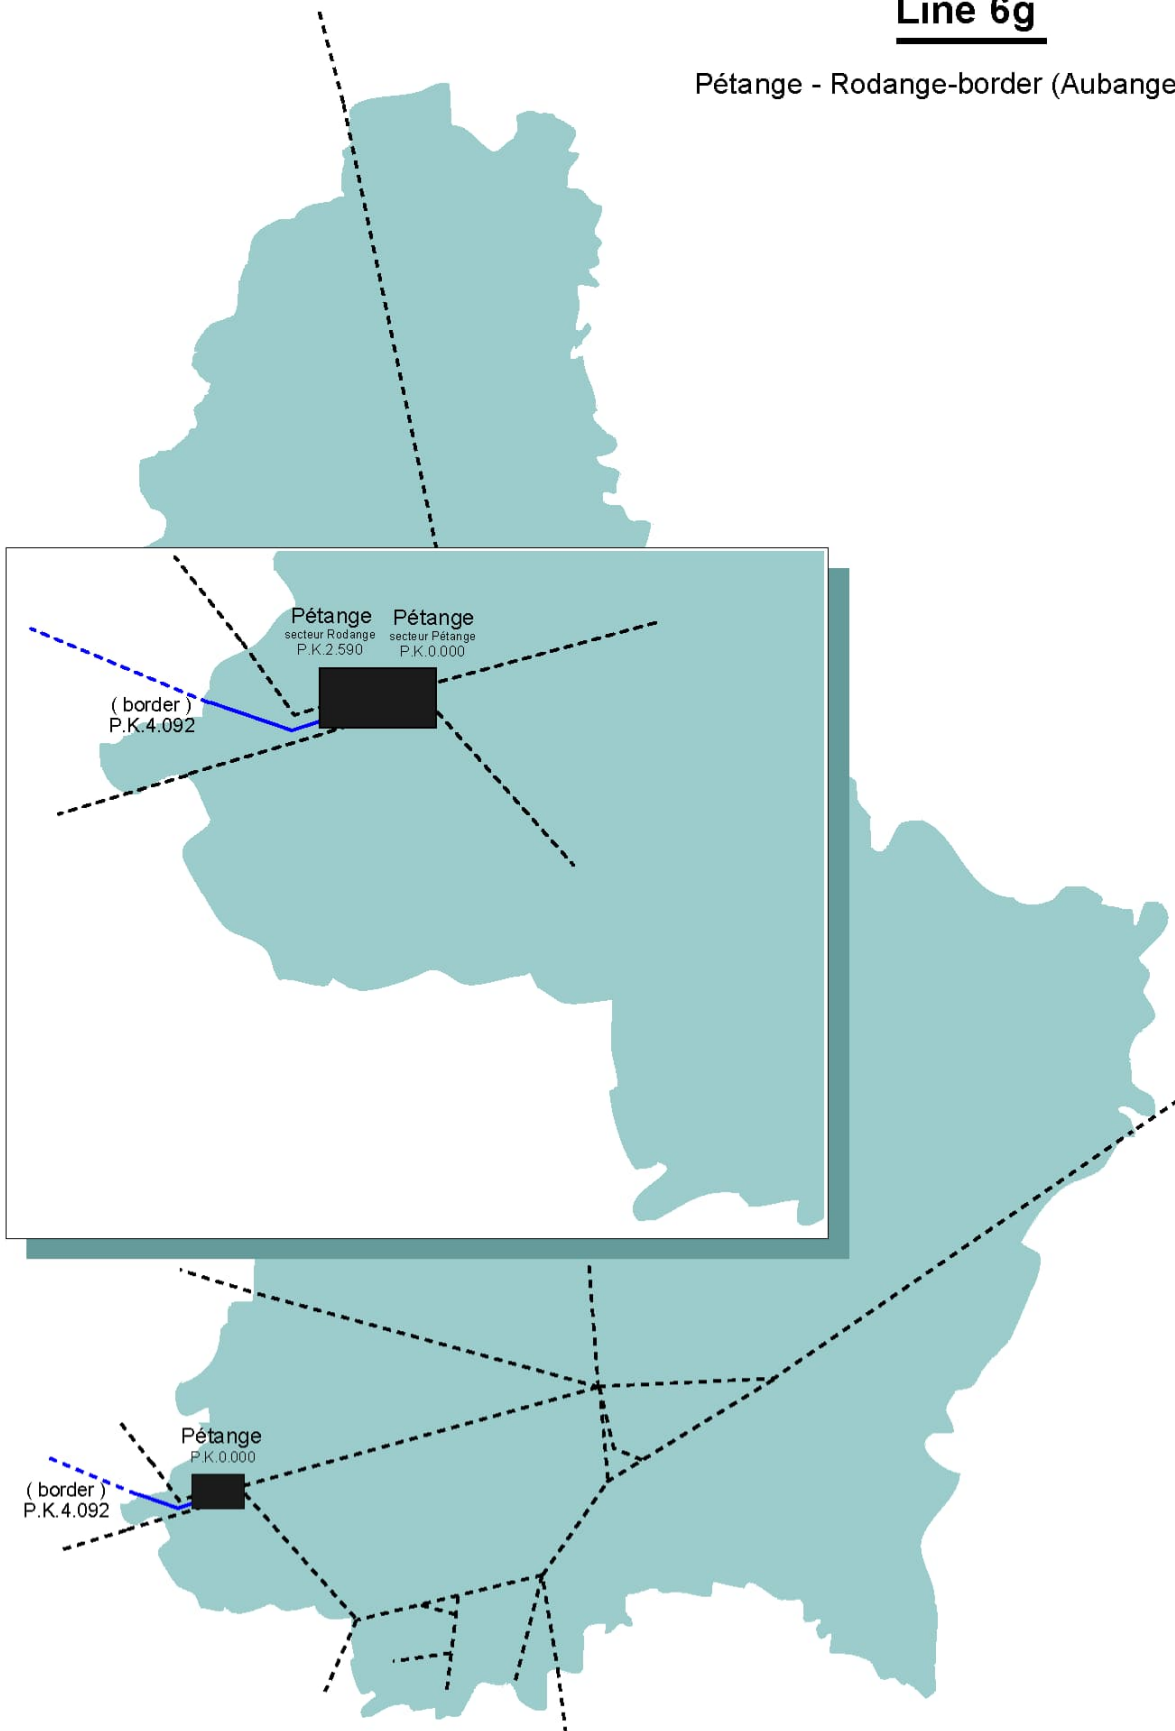 Line 6g
Pétange - Rodange-border (Aubange
Pétange
secteur Rodange
P.K.2.590
Pétange
secteur Pétange
P.K.0.000
( border )
P.K.4.092
Pétange
P.K.0.000
( border )
P.K.4.092